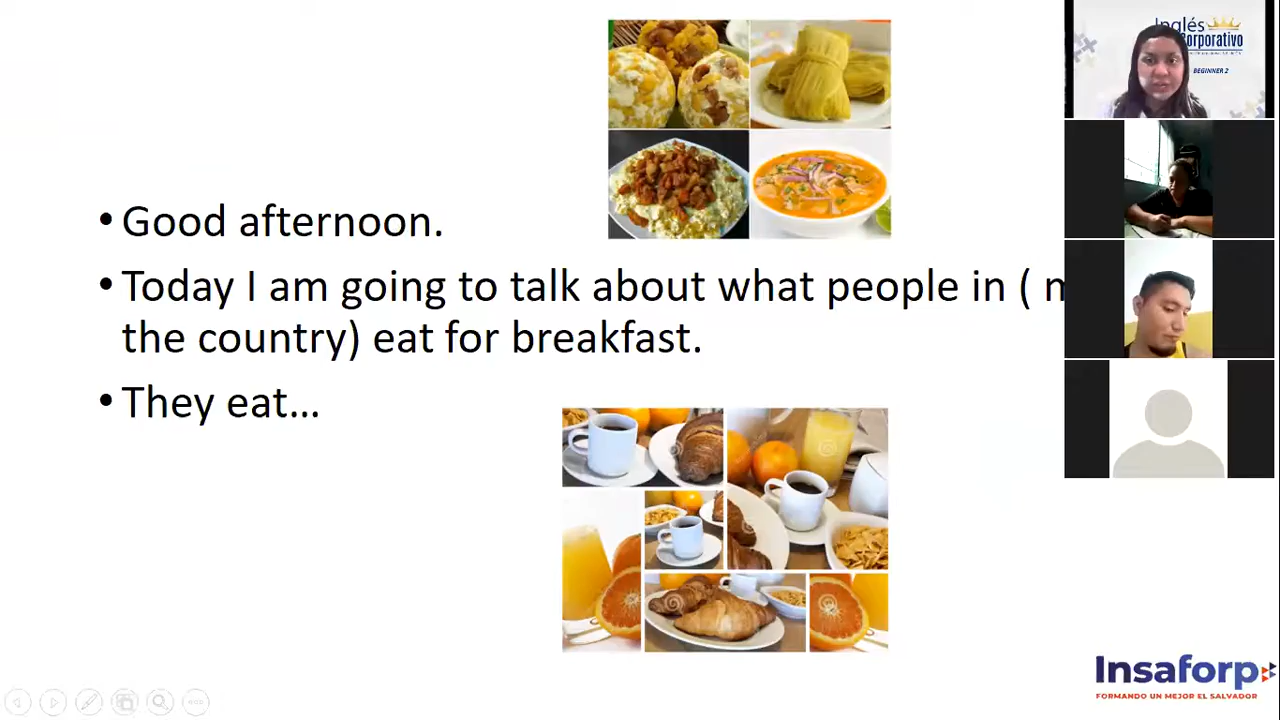 Inglés
Corporativo
BEGINNER 2
• Good afternoon.
• Today I am going to talk about what people in ( m
the country) eat for breakfast.
• They eat...
Insaforp
FORMANDO UN MEJOR EL SALVADOR